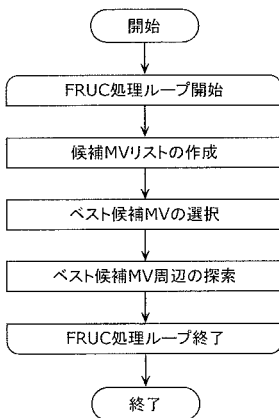 開始
FRUC処理ループ開始
候補MVリストの作成
ベスト候補MVの選択
ベスト候補MV周辺の探索
FRUC処理ループ終了
終了